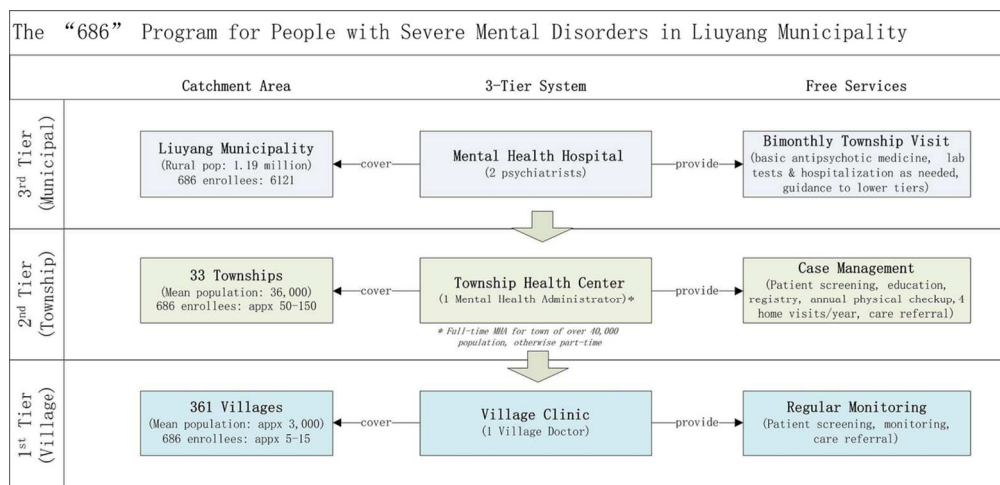 The “686” Program for People with Severe Mental Disorders in Liuyang Municipality
Catchment Area
3-Tier System
Free Services
3rd Tier
(Municipal)
Liuyang Municipality
(Rural pop: 1.19 million)
686 enrollees: 6121
cover
Mental Health Hospital
(2 psychiatrists)
provide
Bimonthly Township Visit
(basic antipsychotic medicine, lab
tests & hospitalization as needed,
guidance to lower tiers)
2nd Tier
(Township)
33 Townships
(Mean population: 36,000)
686 enrollees: appx 50-150
cover
Township Health Center
(1 Mental Health Administrator)*
provide
Case Management
(Patient screening, education,
registry, annual physical checkup,4
home visits/year, care referral)
* Full-time MHA for town of over 40,000
population, otherwise part-time
1st Tier
(Village)
361 Villages
(Mean population: appx 3,000)
686 enrollees: appx 5-15
cover
Village Clinic
(1 Village Doctor)
provide
Regular Monitoring
(Patient screening, monitoring,
care referral)